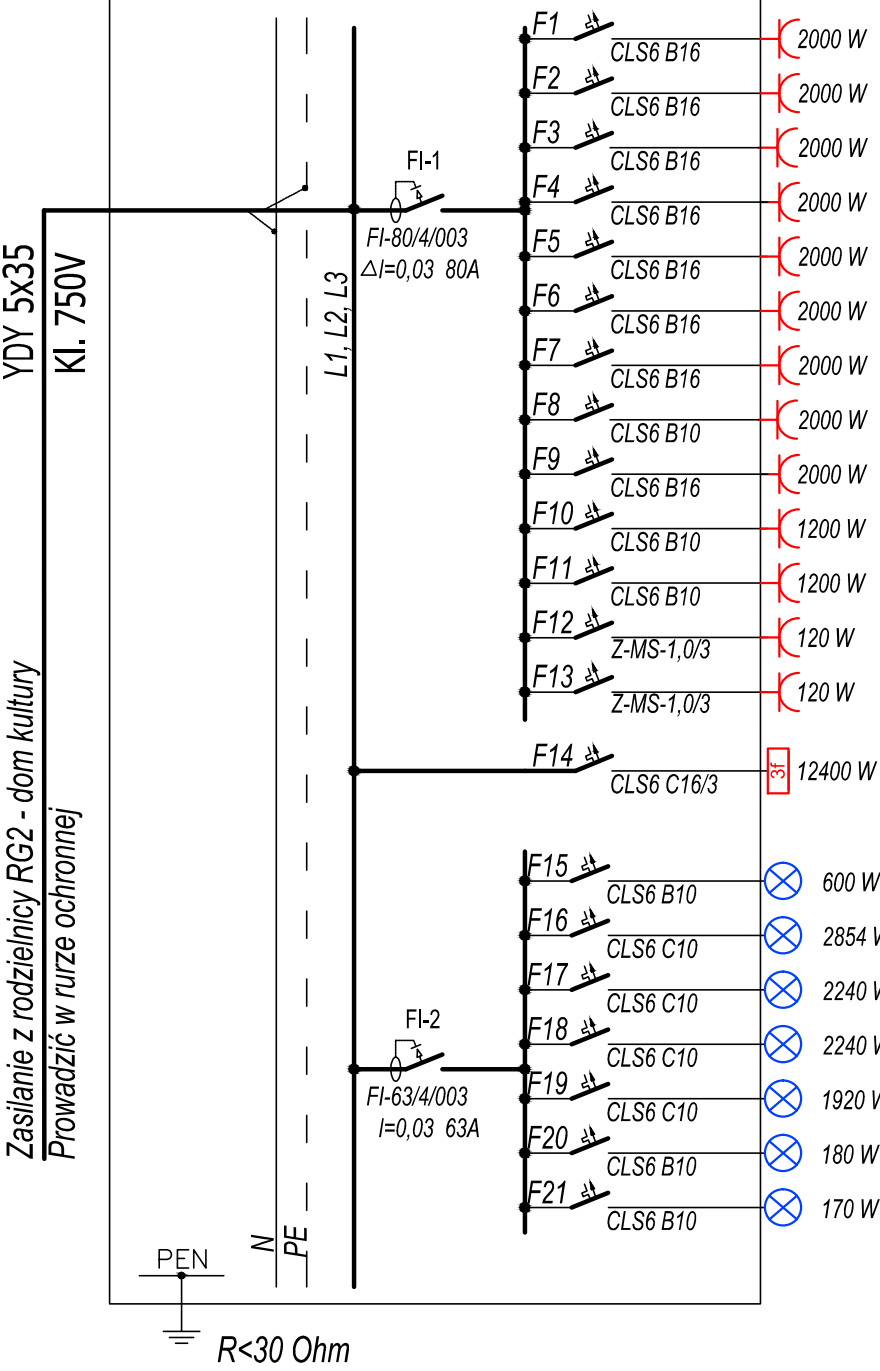 YDY 5x35
Kl. 750V
Zasilanie z rodzielnicy RG2 - dom kultury
Prowadzić w rurze ochronnej
L1, L2, L3
N
PE
PEN
R<30 Ohm
FI-1
FI-80/4/003
△I=0,03 80A
F1
CLS6 B16
2000 W
F2
CLS6 B16
2000 W
F3
CLS6 B16
2000 W
F4
CLS6 B16
2000 W
F5
CLS6 B16
2000 W
F6
CLS6 B16
2000 W
F7
CLS6 B16
2000 W
F8
CLS6 B10
2000 W
F9
CLS6 B16
2000 W
F10
CLS6 B10
1200 W
F11
CLS6 B10
1200 W
F12
Z-MS-1,0/3
120 W
F13
Z-MS-1,0/3
120 W
F14
CLS6 C16/3
3f
12400 W
FI-2
FI-63/4/003
I=0,03 63A
F15
CLS6 B10
600 W
F16
CLS6 C10
2854 W
F17
CLS6 C10
2240 W
F18
CLS6 C10
2240 W
F19
CLS6 C10
1920 W
F20
CLS6 B10
180 W
F21
CLS6 B10
170 W